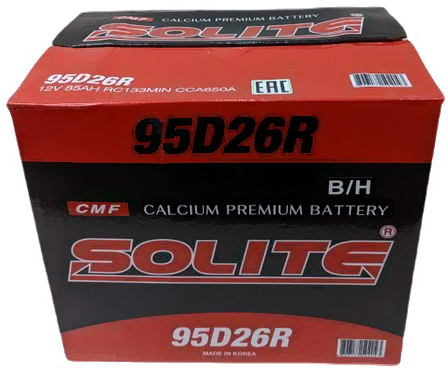 CMF CALCIUM PREMIUM BATTERY
SOLITE
95D26R
12V 85AH RC133MIN CCA650A
EAC
95D26R
B/H
CMF CALCIUM PREMIUM BATTERY
SOLITE ®
95D26R
MADE IN KOREA